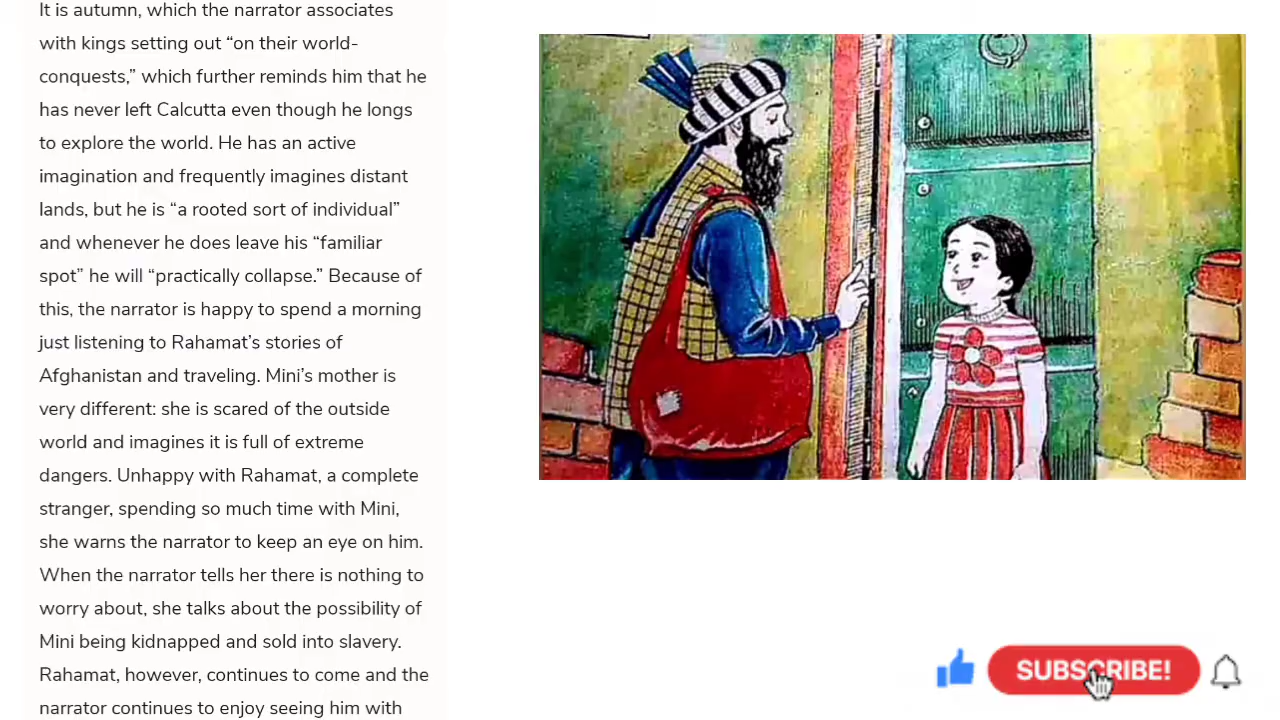 It is autumn, which the narrator associates
with kings setting out “on their world-
conquests,” which further reminds him that he
has never left Calcutta even though he longs
to explore the world. He has an active
imagination and frequently imagines distant
lands, but he is “a rooted sort of individual”
and whenever he does leave his “familiar
spot” he will “practically collapse.” Because of
this, the narrator is happy to spend a morning
just listening to Rahamat’s stories of
Afghanistan and traveling. Mini’s mother is
very different: she is scared of the outside
world and imagines it is full of extreme
dangers. Unhappy with Rahamat, a complete
stranger, spending so much time with Mini,
she warns the narrator to keep an eye on him.
When the narrator tells her there is nothing to
worry about, she talks about the possibility of
Mini being kidnapped and sold into slavery.
Rahamat, however, continues to come and the
narrator continues to enjoy seeing him with
SUBSCRIBE!